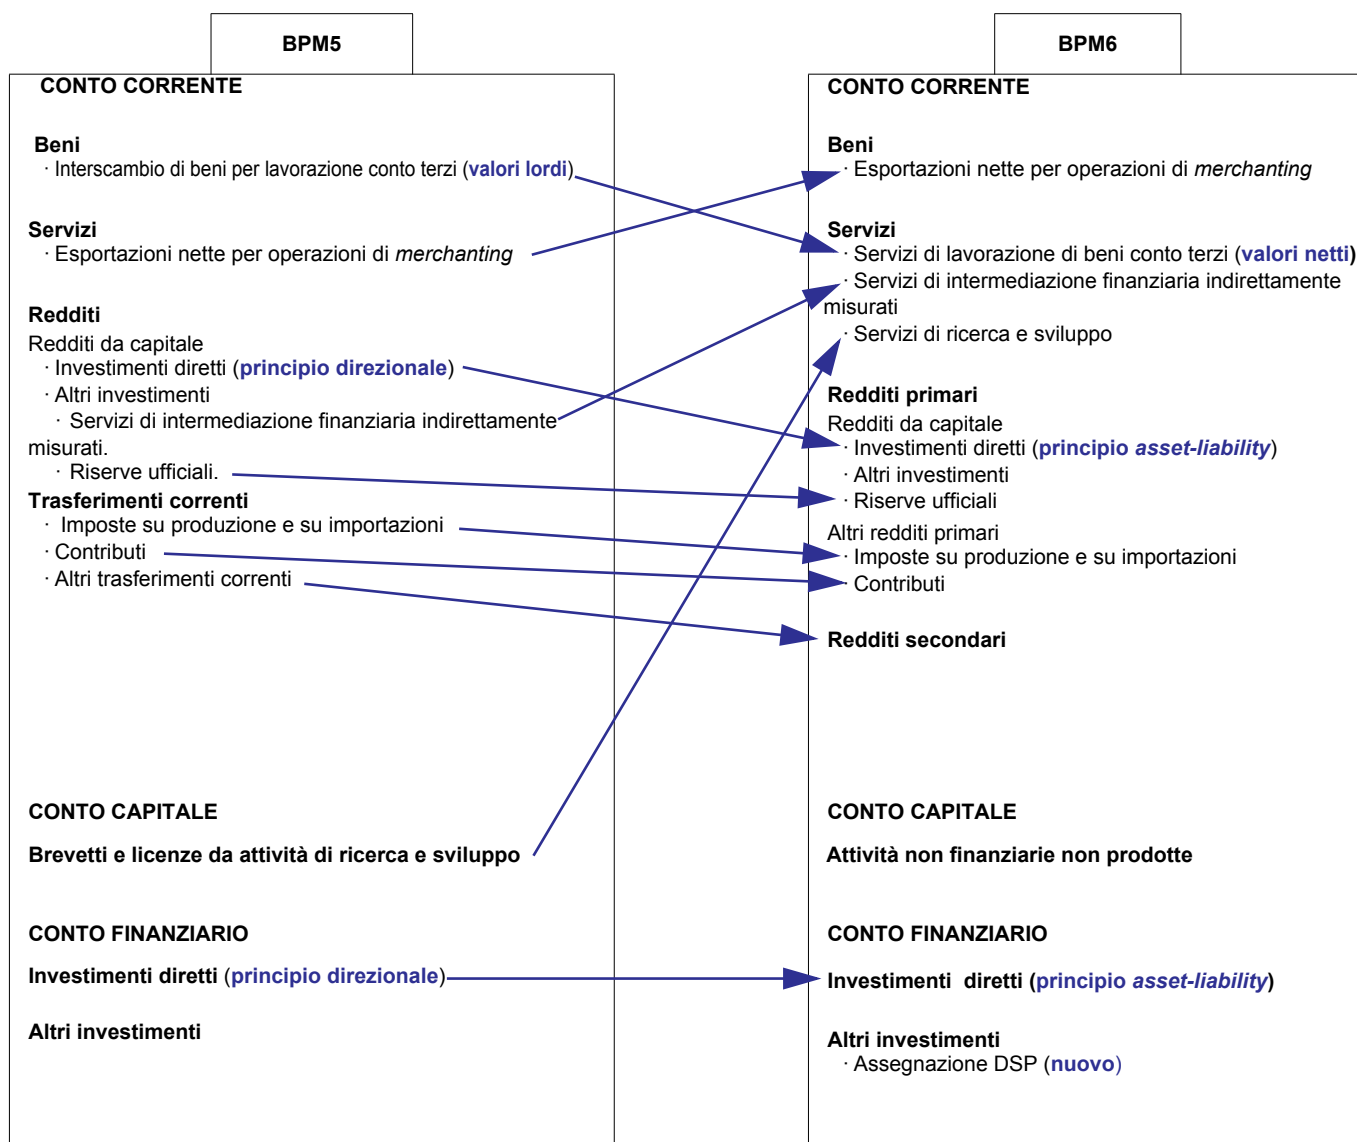 BPM5
CONTO CORRENTE
Beni
· Interscambio di beni per lavorazione conto terzi (valori lordi)
Servizi
· Esportazioni nette per operazioni di merchanting
Redditi
Redditi da capitale
· Investimenti diretti (principio direzionale)
· Altri investimenti
· Servizi di intermediazione finanziaria indirettamente
misurati.
· Riserve ufficiali.
Trasferimenti correnti
· Imposte su produzione e su importazioni
· Contributi
· Altri trasferimenti correnti
CONTO CAPITALE
Brevetti e licenze da attività di ricerca e sviluppo
CONTO FINANZIARIO
Investimenti diretti (principio direzionale)
Altri investimenti
BPM6
CONTO CORRENTE
Beni
· Esportazioni nette per operazioni di merchanting
Servizi
· Servizi di lavorazione di beni conto terzi (valori netti)
· Servizi di intermediazione finanziaria indirettamente
misurati
· Servizi di ricerca e sviluppo
Redditi primari
Redditi da capitale
· Investimenti diretti (principio asset-liability)
· Altri investimenti
· Riserve ufficiali
Altri redditi primari
· Imposte su produzione e su importazioni
· Contributi
Redditi secondari
CONTO CAPITALE
Attività non finanziarie non prodotte
CONTO FINANZIARIO
Investimenti diretti (principio asset-liability)
Altri investimenti
· Assegnazione DSP (nuovo)